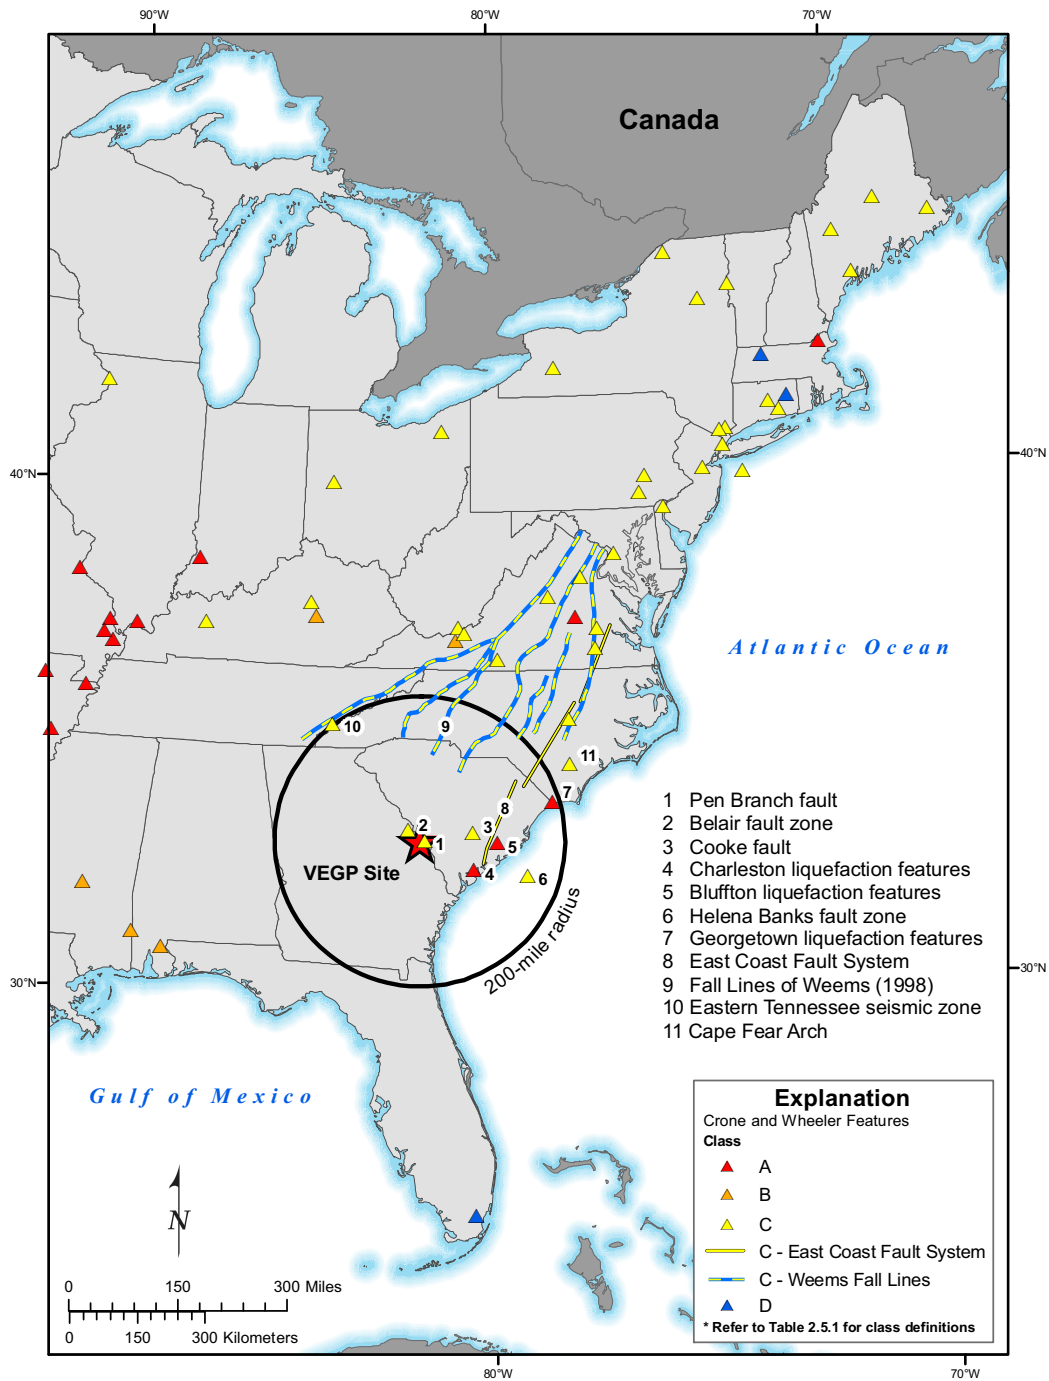 90°W 80°W 70°W
Canada
40°N 40°N
Atlantic Ocean
10
9
11
7
8
2
3
1
5
VEGP Site
4
6
200-mile radius
1 Pen Branch fault
2 Belair fault zone
3 Cooke fault
4 Charleston liquefaction features
5 Bluffton liquefaction features
6 Helena Banks fault zone
7 Georgetown liquefaction features
8 East Coast Fault System
9 Fall Lines of Weems (1998)
10 Eastern Tennessee seismic zone
11 Cape Fear Arch
30°N 30°N
Gulf of Mexico
Explanation
Crone and Wheeler Features
Class
A
B
C
C - East Coast Fault System
C - Weems Fall Lines
D
* Refer to Table 2.5.1 for class definitions
N
0 150 300 Miles
0 150 300 Kilometers
80°W 70°W